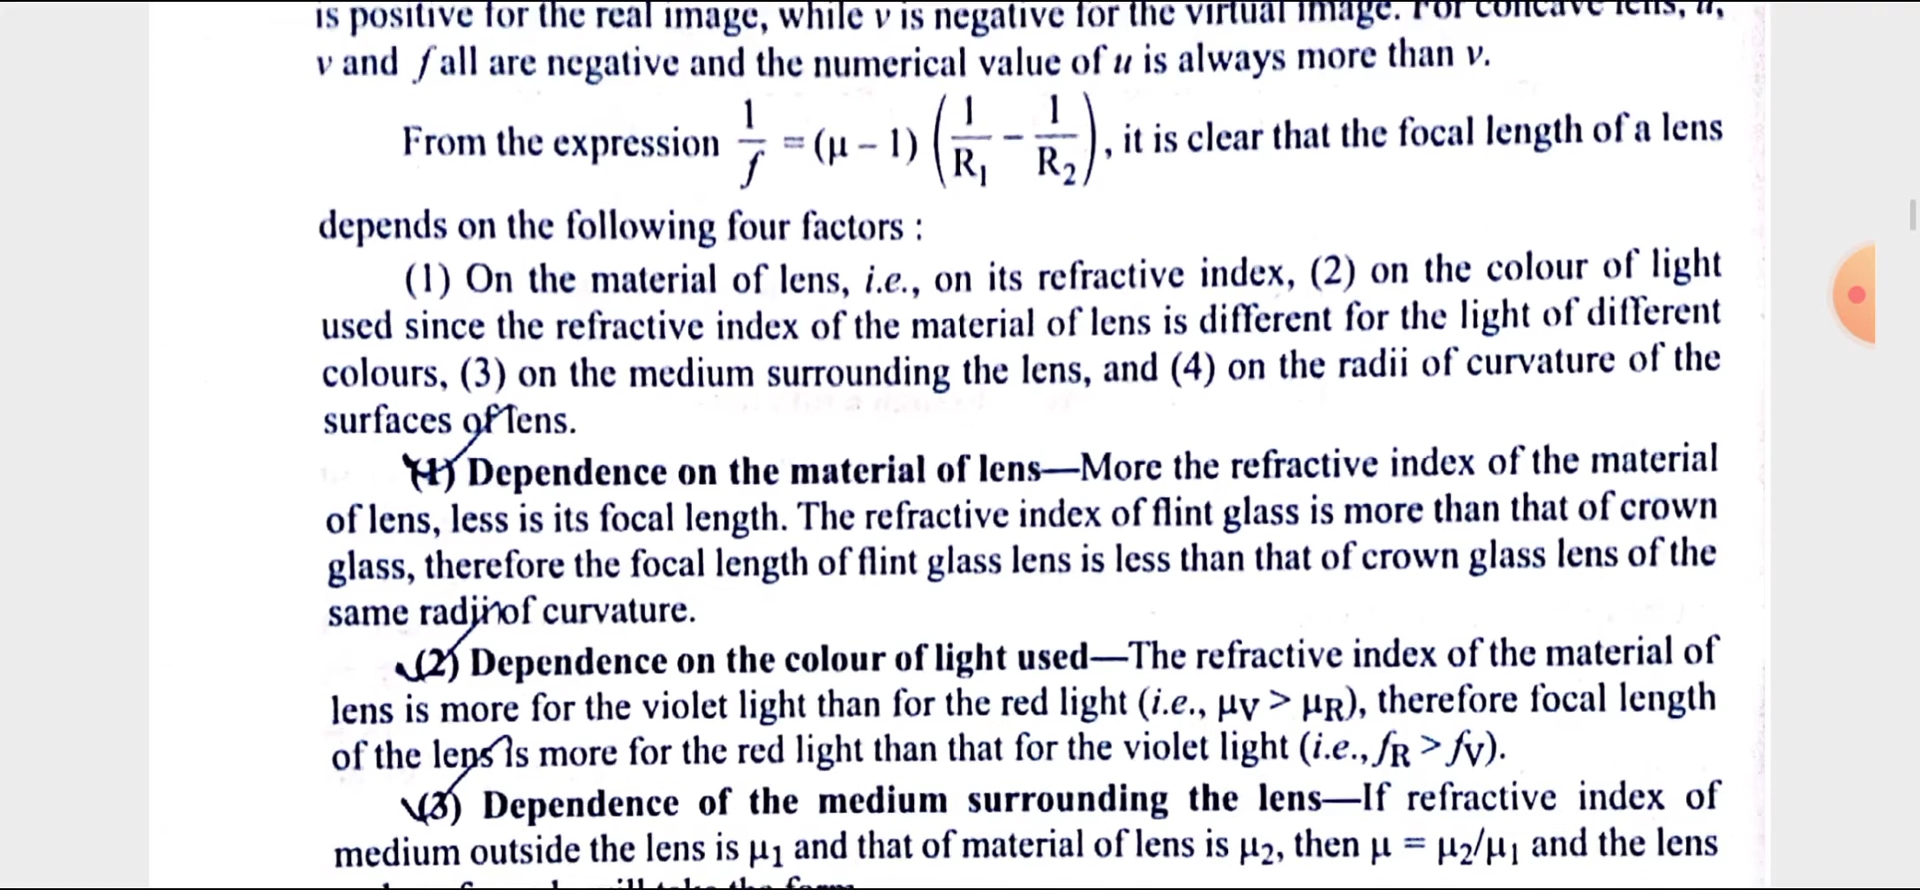 is positive for the real image, while v is negative for the virtual image. For concave lens, u,
v and f all are negative and the numerical value of u is always more than v.
From the expression 1/f = (μ – 1) (1/R₁ – 1/R₂), it is clear that the focal length of a lens
depends on the following four factors :
(1) On the material of lens, i.e., on its refractive index, (2) on the colour of light
used since the refractive index of the material of lens is different for the light of different
colours, (3) on the medium surrounding the lens, and (4) on the radii of curvature of the
surfaces of lens.
(1) Dependence on the material of lens—More the refractive index of the material
of lens, less is its focal length. The refractive index of flint glass is more than that of crown
glass, therefore the focal length of flint glass lens is less than that of crown glass lens of the
same radii of curvature.
(2) Dependence on the colour of light used—The refractive index of the material of
lens is more for the violet light than for the red light (i.e., μV > μR), therefore focal length
of the lens is more for the red light than that for the violet light (i.e., fR > fV).
(3) Dependence of the medium surrounding the lens—If refractive index of
medium outside the lens is μ₁ and that of material of lens is μ₂, then μ = μ₂/μ₁ and the lens
will take the form